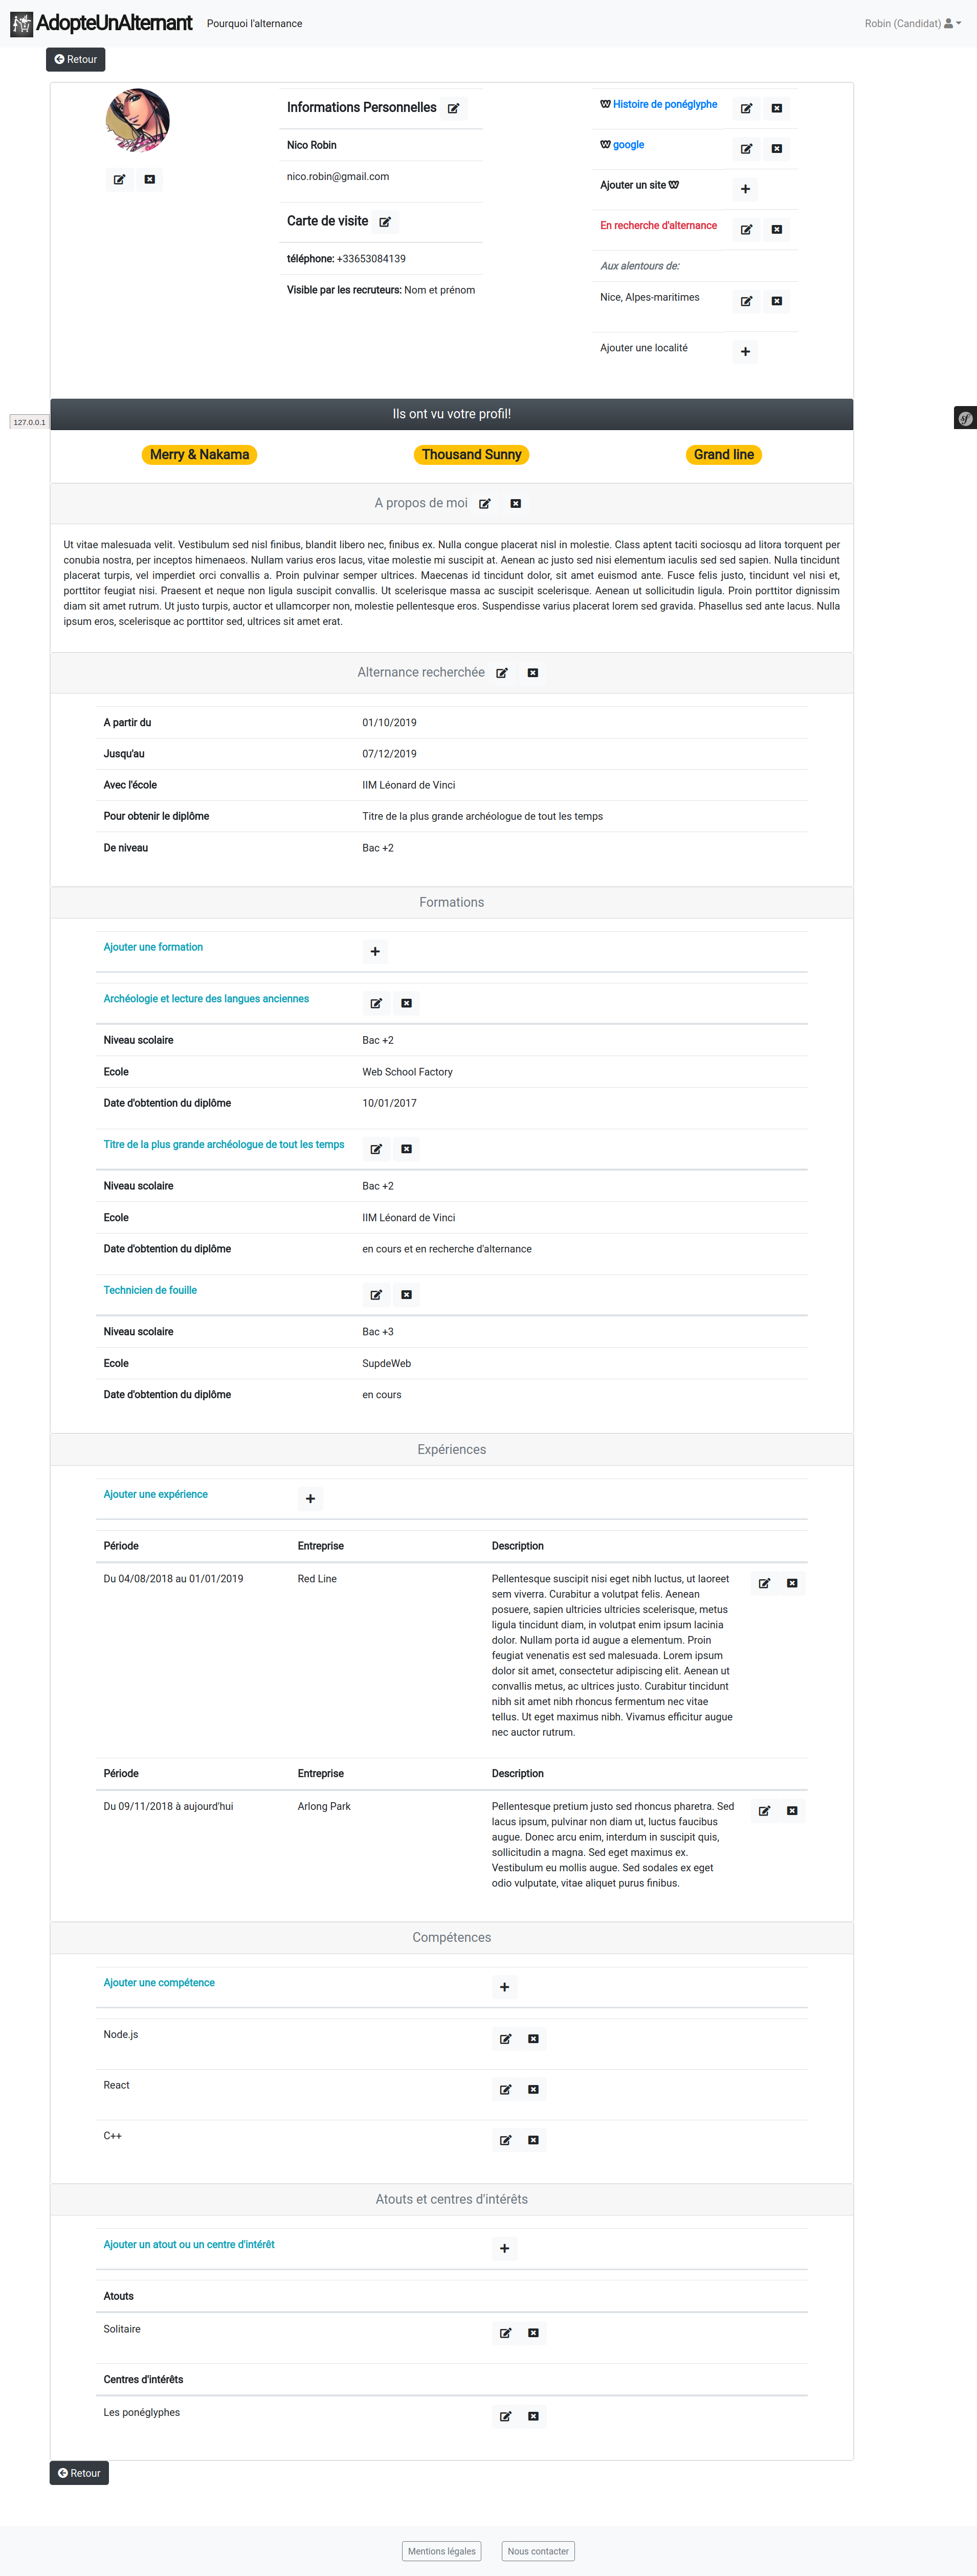 AdopteUnAlternant Pourquoi l'alternance Robin (Candidat)
Retour
Informations Personnelles
Nico Robin
nico.robin@gmail.com
Carte de visite
téléphone: +33653084139
Visible par les recruteurs: Nom et prénom
Histoire de ponéglyphe
google
Ajouter un site
En recherche d'alternance
Aux alentours de:
Nice, Alpes-maritimes
Ajouter une localité
127.0.0.1
Ils ont vu votre profil!
Merry & Nakama Thousand Sunny Grand line
A propos de moi
Ut vitae malesuada velit. Vestibulum sed nisl finibus, blandit libero nec, finibus ex. Nulla congue placerat nisl in molestie. Class aptent taciti sociosqu ad litora torquent per
conubia nostra, per inceptos himenaeos. Nullam varius eros lacus, vitae molestie mi suscipit at. Aenean ac justo sed nisi elementum iaculis sed sed sapien. Nulla tincidunt
placerat turpis, vel imperdiet orci convallis a. Proin pulvinar semper ultrices. Maecenas id tincidunt dolor, sit amet euismod ante. Fusce felis justo, tincidunt vel nisi et,
porttitor feugiat nisi. Praesent et neque non ligula suscipit convallis. Ut scelerisque massa ac suscipit scelerisque. Aenean ut sollicitudin ligula. Proin porttitor dignissim
diam sit amet rutrum. Ut justo turpis, auctor et ullamcorper non, molestie pellentesque eros. Suspendisse varius placerat lorem sed gravida. Phasellus sed ante lacus. Nulla
ipsum eros, scelerisque ac porttitor sed, ultrices sit amet erat.
Alternance recherchée
A partir du 01/10/2019
Jusqu'au 07/12/2019
Avec l'école IIM Léonard de Vinci
Pour obtenir le diplôme Titre de la plus grande archéologue de tout les temps
De niveau Bac +2
Formations
Ajouter une formation
Archéologie et lecture des langues anciennes
Niveau scolaire Bac +2
Ecole Web School Factory
Date d'obtention du diplôme 10/01/2017
Titre de la plus grande archéologue de tout les temps
Niveau scolaire Bac +2
Ecole IIM Léonard de Vinci
Date d'obtention du diplôme en cours et en recherche d'alternance
Technicien de fouille
Niveau scolaire Bac +3
Ecole SupdeWeb
Date d'obtention du diplôme en cours
Expériences
Ajouter une expérience
Période Entreprise Description
Du 04/08/2018 au 01/01/2019 Red Line Pellentesque suscipit nisi eget nibh luctus, ut laoreet
sem viverra. Curabitur a volutpat felis. Aenean
posuere, sapien ultricies ultricies scelerisque, metus
ligula tincidunt diam, in volutpat enim ipsum lacinia
dolor. Nullam porta id augue a elementum. Proin
feugiat venenatis est sed malesuada. Lorem ipsum
dolor sit amet, consectetur adipiscing elit. Aenean ut
convallis metus, ac ultrices justo. Curabitur tincidunt
nibh sit amet nibh rhoncus fermentum nec vitae
tellus. Ut eget maximus nibh. Vivamus efficitur augue
nec auctor rutrum.
Période Entreprise Description
Du 09/11/2018 à aujourd'hui Arlong Park Pellentesque pretium justo sed rhoncus pharetra. Sed
lacus ipsum, pulvinar non diam ut, luctus faucibus
augue. Donec arcu enim, interdum in suscipit quis,
sollicitudin a magna. Sed eget maximus ex.
Vestibulum eu mollis augue. Sed sodales ex eget
odio vulputate, vitae aliquet purus finibus.
Compétences
Ajouter une compétence
Node.js
React
C++
Atouts et centres d'intérêts
Ajouter un atout ou un centre d'intérêt
Atouts
Solitaire
Centres d'intérêts
Les ponéglyphes
Retour
Mentions légales Nous contacter